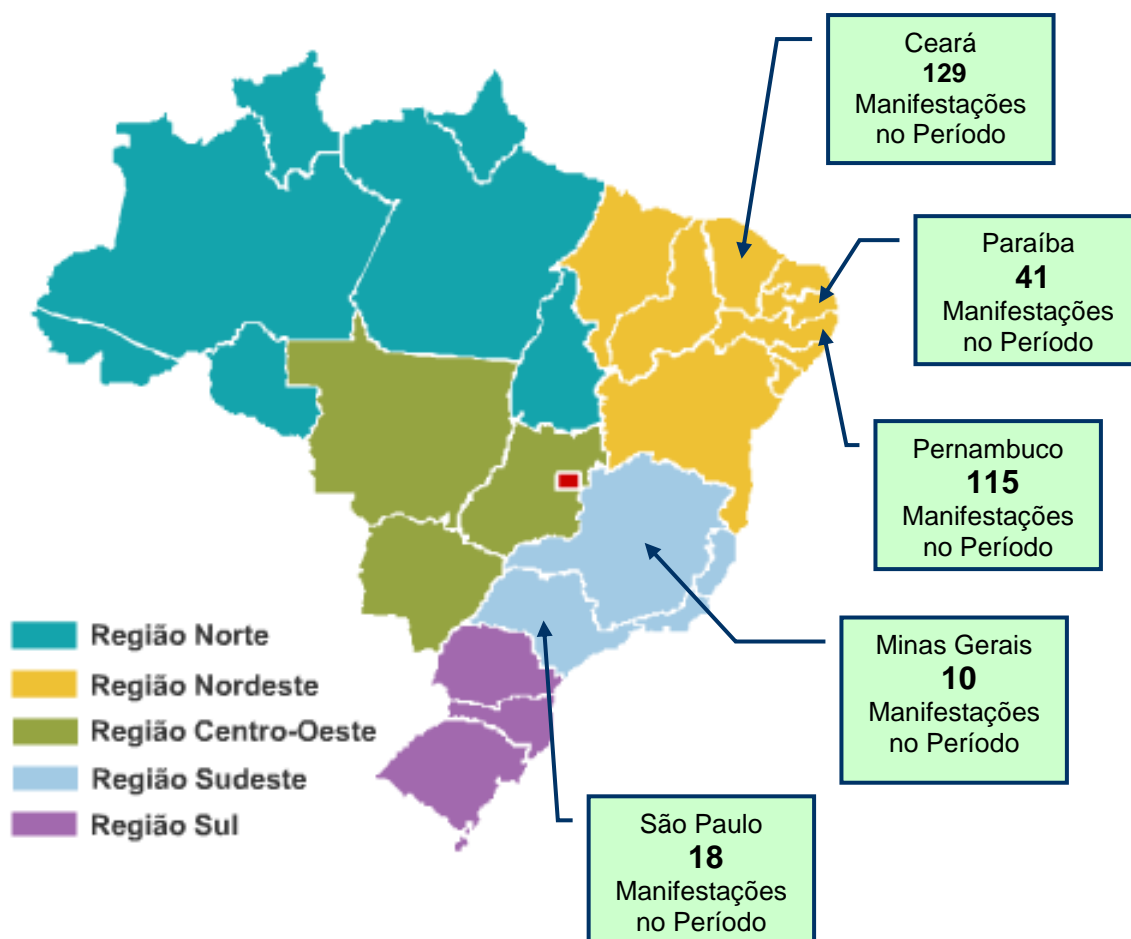 Ceará
129
Manifestações
no Período
Paraíba
41
Manifestações
no Período
Pernambuco
115
Manifestações
no Período
Minas Gerais
10
Manifestações
no Período
São Paulo
18
Manifestações
no Período
Região Norte
Região Nordeste
Região Centro-Oeste
Região Sudeste
Região Sul